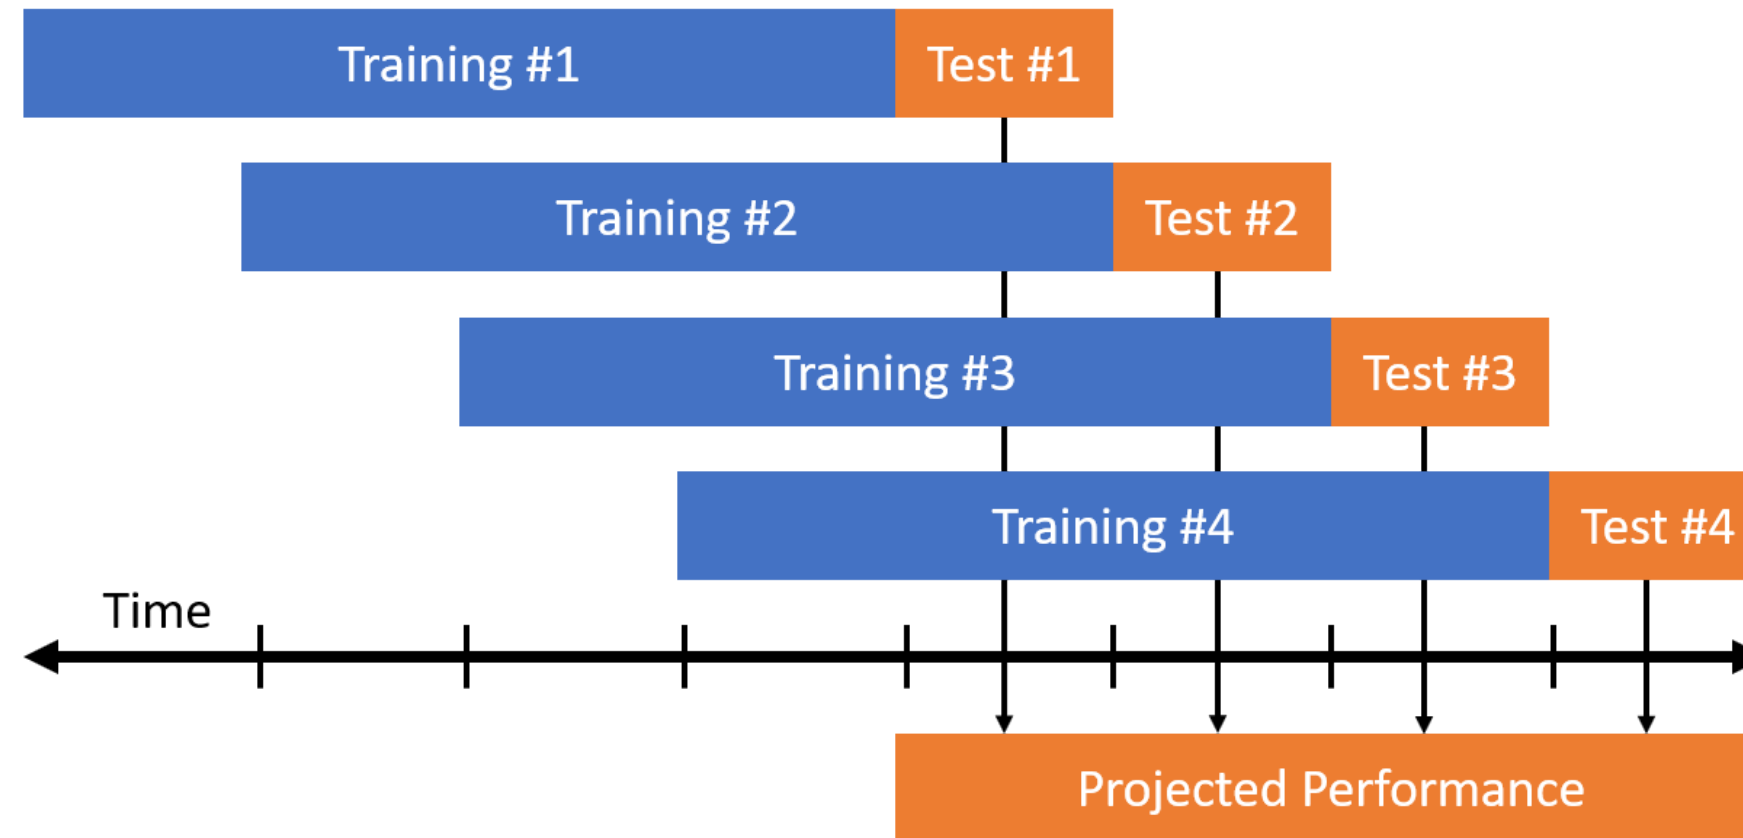 Training #1
Test #1
Training #2
Test #2
Training #3
Test #3
Training #4
Test #4
Time
Projected Performance